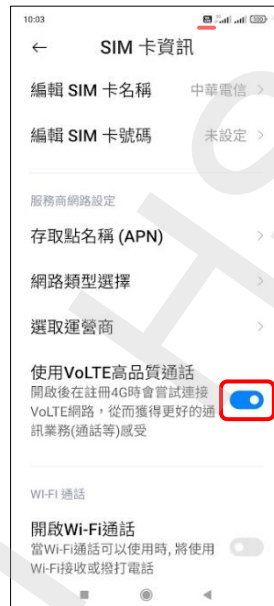 10:03
← SIM 卡資訊
編輯 SIM 卡名稱 中華電信 >
編輯 SIM 卡號碼 未設定 >
服務商網路設定
存取點名稱 (APN) >
網路類型選擇 >
選取運營商 >
使用VoLTE高品質通話
開啟後在註冊4G時會嘗試連接
VoLTE網路，從而獲得更好的通
訊業務(通話等)感受
WI-FI 通話
開啟Wi-Fi通話
當Wi-Fi通話可以使用時, 將使用
Wi-Fi接收或撥打電話